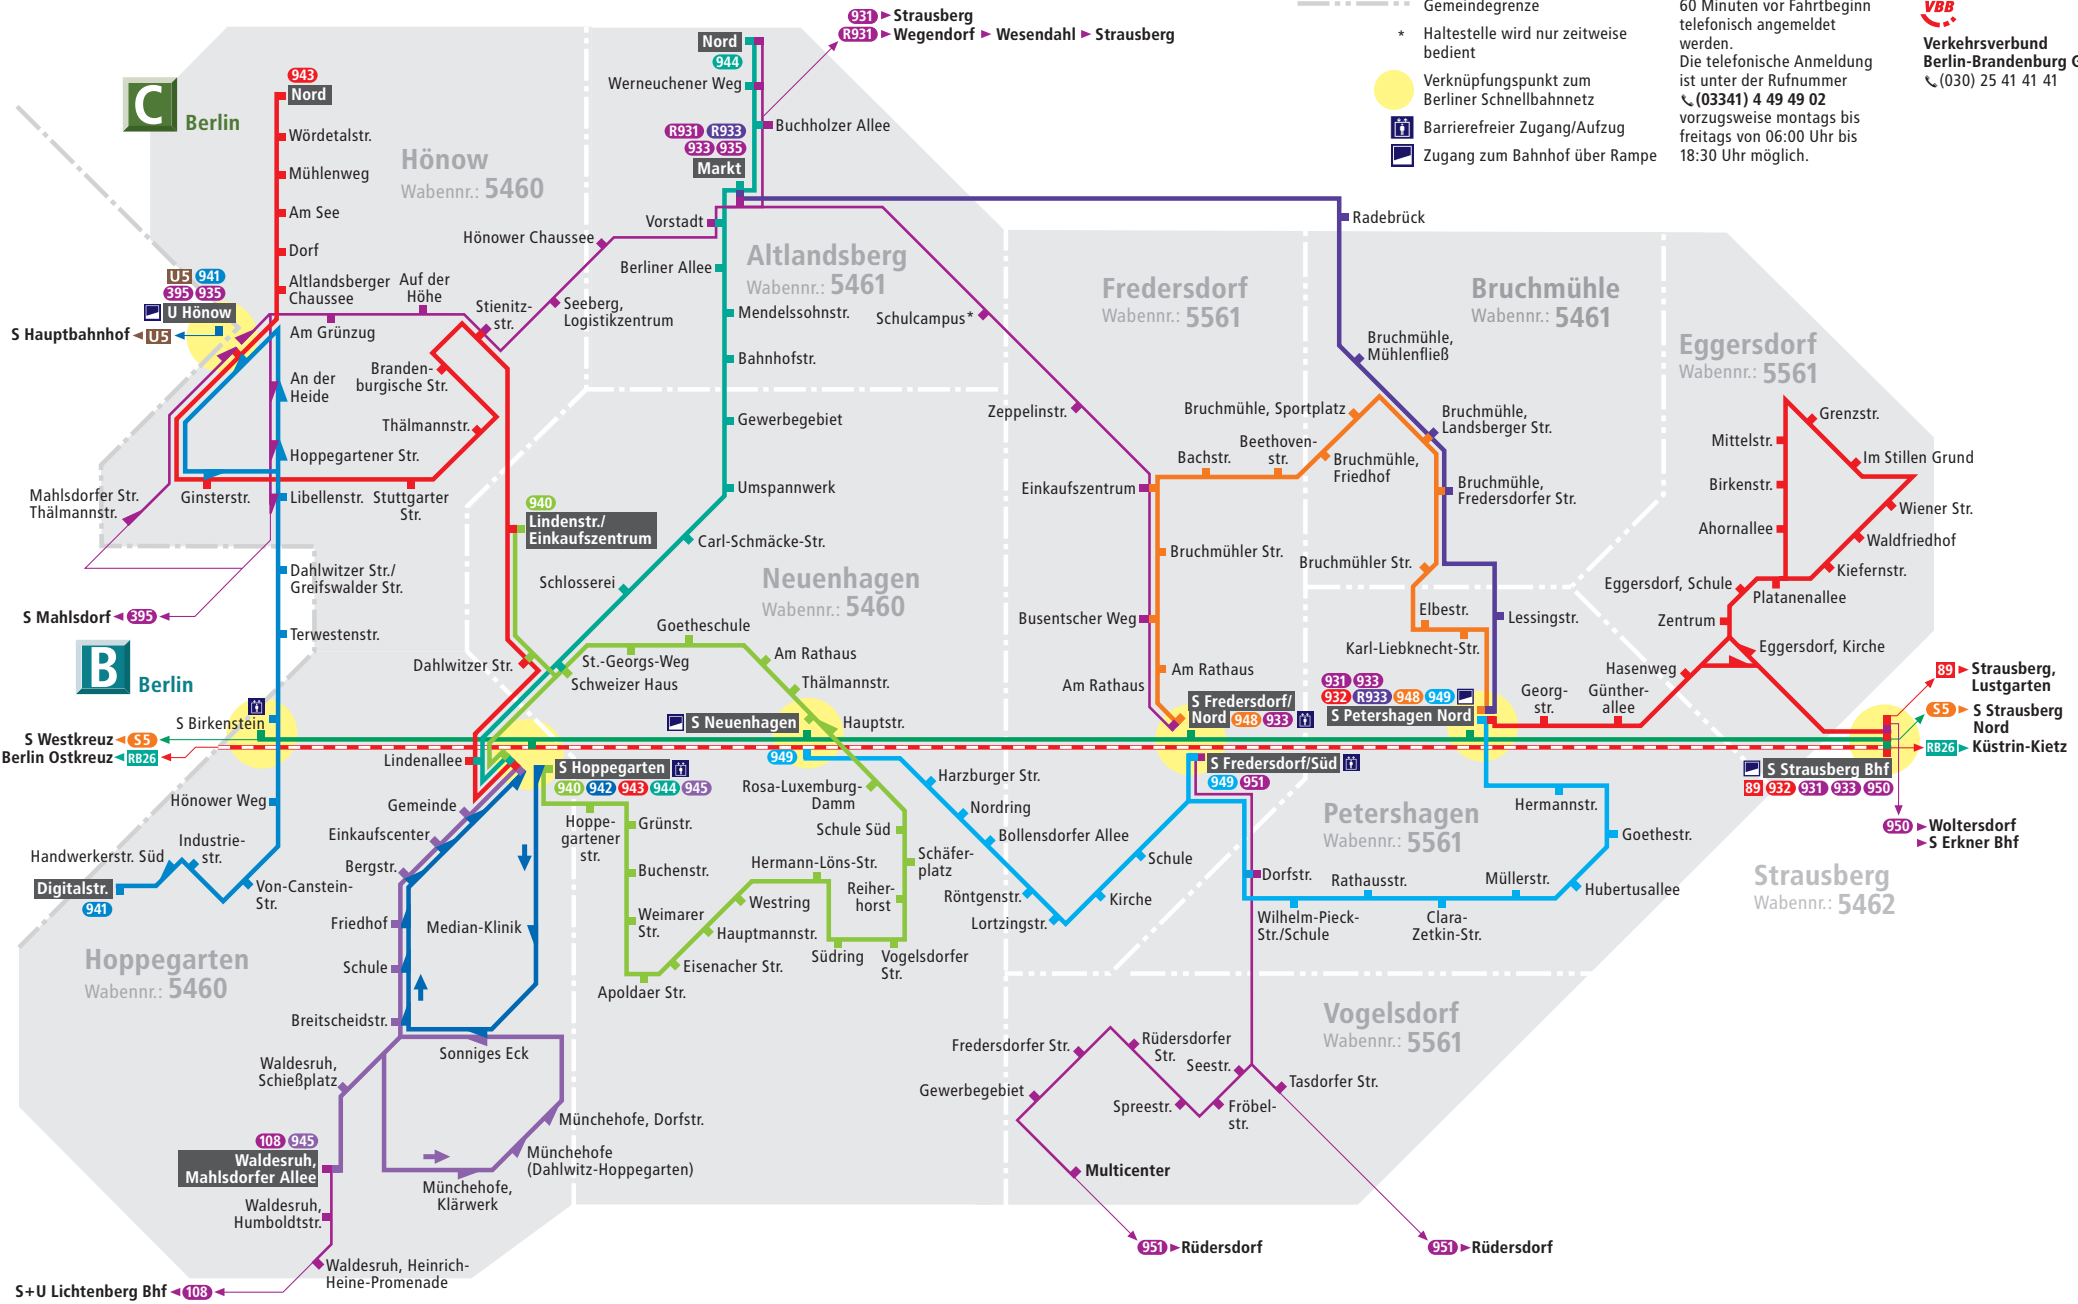 931 Strausberg
R931 Wegendorf Wesendahl Strausberg
Gemeindegrenze
* Haltestelle wird nur zeitweise
bedient
Verknüpfungspunkt zum
Berliner Schnellbahnnetz
Barrierefreier Zugang/Aufzug
Zugang zum Bahnhof über Rampe
60 Minuten vor Fahrtbeginn
telefonisch angemeldet
werden.
Die telefonische Anmeldung
ist unter der Rufnummer
(03341) 4 49 49 02
vorzugsweise montags bis
freitags von 06:00 Uhr bis
18:30 Uhr möglich.
VBB
Verkehrsverbund
Berlin-Brandenburg G
(030) 25 41 41 41
C Berlin
943
Nord
Wördetalstr.
Mühlenweg
Am See
Dorf
Altlandsberger
Chaussee
Hönow
Wabennr.: 5460
Auf der
Höhe
U5 941
395 935
U Hönow
S Hauptbahnhof U5
Am Grünzug
An der
Heide
Hoppegartener Str.
Libellenstr.
Ginsterstr.
Stuttgarter
Str.
Thälmannstr.
Branden-
burgische Str.
Stienitz-
str.
Seeberg,
Logistikzentrum
Hönower Chaussee
Mahlsdorfer Str.
Thälmannstr.
S Mahlsdorf 395
Dahlwitzer Str./
Greifswalder Str.
Terwestenstr.
B Berlin
S Birkenstein
S Westkreuz S5
Berlin Ostkreuz RB26
Hönower Weg
Industrie-
str.
Handwerkerstr. Süd
Digitalstr.
941
Von-Canstein-
Str.
Hoppegarten
Wabennr.: 5460
Nord
944
Werneuchener Weg
Buchholzer Allee
R931 R933
933 935
Markt
Vorstadt
Berliner Allee
Altlandsberg
Wabennr.: 5461
Mendelssohnstr.
Bahnhofstr.
Gewerbegebiet
Umspannwerk
Carl-Schmäcke-Str.
Schlosserei
940
Lindenstr./
Einkaufszentrum
Neuenhagen
Wabennr.: 5460
Goetheschule
St.-Georgs-Weg
Schweizer Haus
Dahlwitzer Str.
Am Rathaus
Thälmannstr.
Hauptstr.
S Neuenhagen
949
Lindenallee
S Hoppegarten
940 942 943 944 945
Gemeinde
Einkaufscenter
Bergstr.
Friedhof
Schule
Breitscheidstr.
Median-Klinik
Sonniges Eck
Hoppe-
gartener
str.
Grünstr.
Buchenstr.
Weimarer
Str.
Apoldaer Str.
Eisenacher Str.
Hauptmannstr.
Westring
Hermann-Löns-Str.
Südring
Vogelsdorfer
Str.
Reiher-
horst
Schäfer-
platz
Schule Süd
Rosa-Luxemburg-
Damm
Waldesruh,
Schießplatz
108 945
Waldesruh,
Mahlsdorfer Allee
Waldesruh,
Humboldtstr.
Waldesruh, Heinrich-
Heine-Promenade
S+U Lichtenberg Bhf 108
Münchehofe, Dorfstr.
Münchehofe
(Dahlwitz-Hoppegarten)
Münchehofe,
Klärwerk
Radebrück
Fredersdorf
Wabennr.: 5561
Bruchmühle
Wabennr.: 5461
Eggersdorf
Wabennr.: 5561
Schulcampus*
Zeppelinstr.
Einkaufszentrum
Bruchmühler Str.
Busentscher Weg
Am Rathaus
Am Rathaus
S Fredersdorf/
Nord 948 933
Bachstr.
Beethoven-
str.
Bruchmühle, Sportplatz
Bruchmühle,
Friedhof
Bruchmühle,
Mühlenfließ
Bruchmühle,
Landsberger Str.
Bruchmühle,
Fredersdorfer Str.
Bruchmühler Str.
Elbestr.
Karl-Liebknecht-Str.
Lessingstr.
931 933
932 R933 948 949
S Petershagen Nord
Georg-
str.
Günther-
allee
Hasenweg
Zentrum
Eggersdorf, Schule
Platanenallee
Eggersdorf, Kirche
Kiefernstr.
Waldfriedhof
Wiener Str.
Im Stillen Grund
Grenzstr.
Mittelstr.
Birkenstr.
Ahornallee
89 Strausberg,
Lustgarten
S5 S Strausberg
Nord
RB26 Küstrin-Kietz
S Strausberg Bhf
89 932 931 933 950
950 Woltersdorf
S Erkner Bhf
Strausberg
Wabennr.: 5462
S Fredersdorf/Süd
949 951
Harzburger Str.
Nordring
Bollensdorfer Allee
Röntgenstr.
Lortzingstr.
Kirche
Schule
Dorfstr.
Petershagen
Wabennr.: 5561
Hermannstr.
Goethestr.
Hubertusallee
Müllerstr.
Rathausstr.
Clara-
Zetkin-Str.
Wilhelm-Pieck-
Str./Schule
Vogelsdorf
Wabennr.: 5561
Fredersdorfer Str.
Gewerbegebiet
Rüdersdorfer
Str.
Seestr.
Spreestr.
Fröbel-
str.
Tasdorfer Str.
Multicenter
951 Rüdersdorf
951 Rüdersdorf